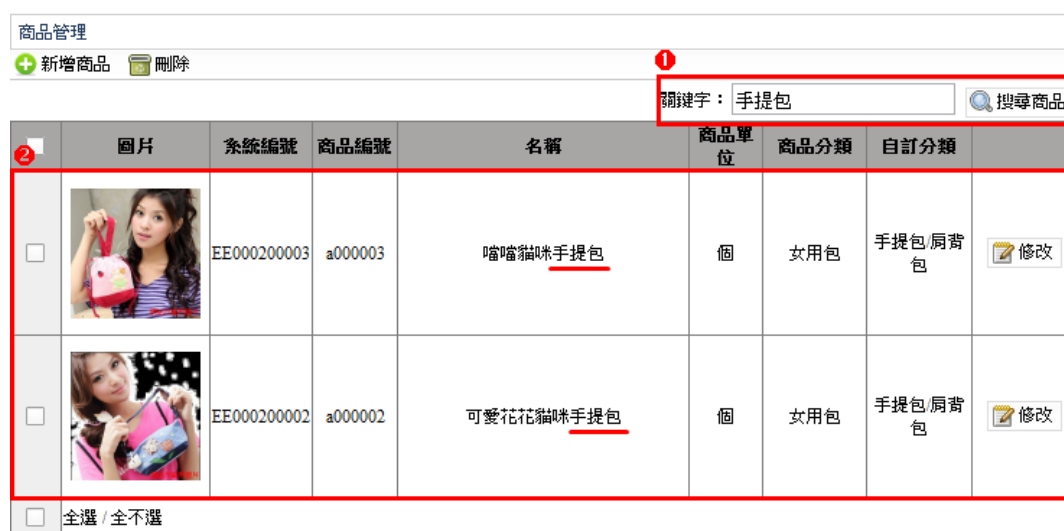 商品管理
新增商品 刪除
1
關鍵字： 手提包 搜尋商品
2 圖片 系統編號 商品編號 名稱 商品單位 商品分類 自訂分類
EE000200003 a000003 噹噹貓咪手提包 個 女用包 手提包/肩背包 修改
EE000200002 a000002 可愛花花貓咪手提包 個 女用包 手提包/肩背包 修改
全選 / 全不選